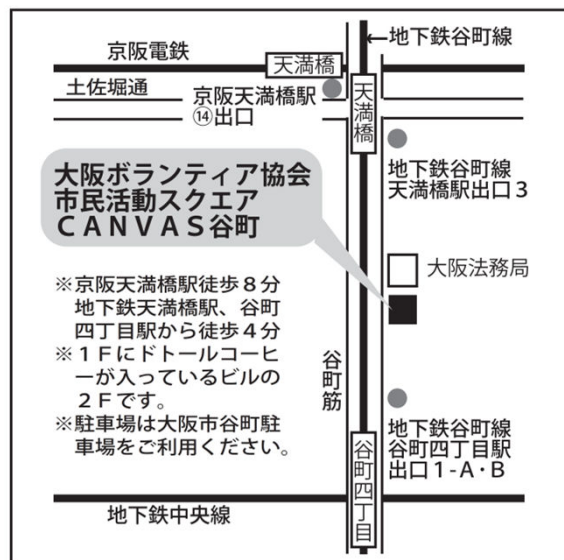 ←地下鉄谷町線
京阪電鉄
天満橋
土佐堀通
京阪天満橋駅
⑭出口
天満橋
地下鉄谷町線
天満橋駅出口3
大阪ボランティア協会
市民活動スクエア
CANVAS谷町
大阪法務局
※京阪天満橋駅徒歩8分
地下鉄天満橋駅、谷町
四丁目駅から徒歩4分
※1Fにドトールコーヒ
ーが入っているビルの
2Fです。
※駐車場は大阪市谷町駐
車場をご利用ください。
谷町筋
地下鉄谷町線
谷町四丁目駅
出口1-A・B
谷町四丁目
地下鉄中央線